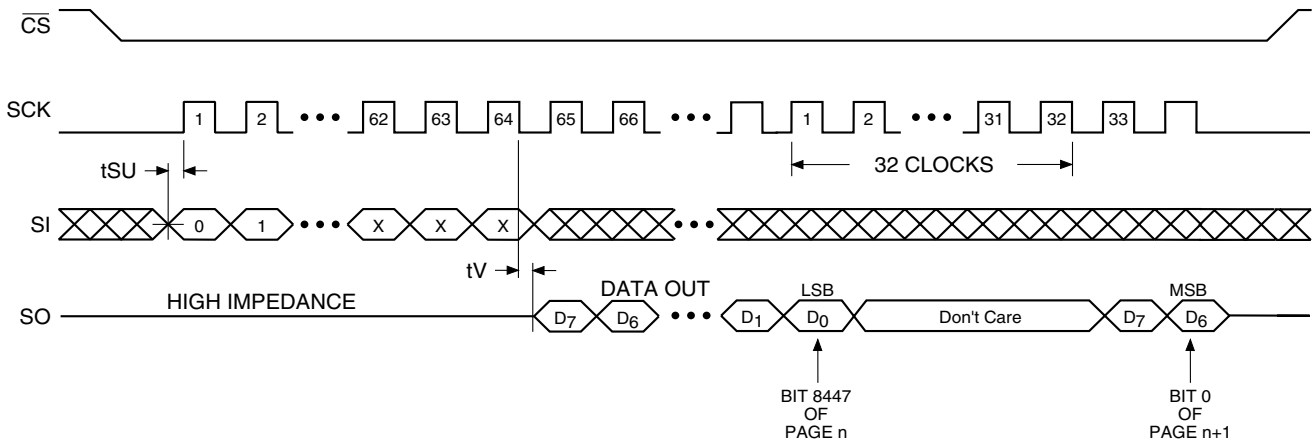 CS
SCK 1 2 ••• 62 63 64 65 66 ••• 1 2 ••• 31 32 33
tSU
32 CLOCKS
SI 0 1 ••• X X X •••
tV
HIGH IMPEDANCE
DATA OUT
LSB
MSB
SO D7 D6 ••• D1 D0 Don't Care D7 D6
BIT 8447
OF
PAGE n
BIT 0
OF
PAGE n+1